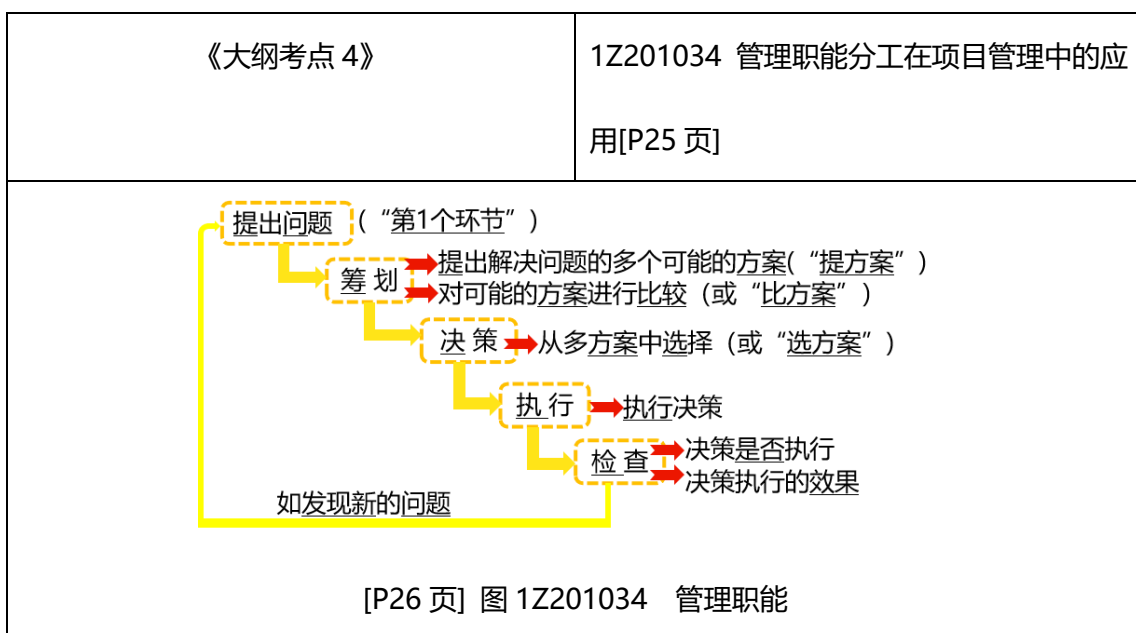 《大纲考点 4》
1Z201034 管理职能分工在项目管理中的应
用[P25 页]
提出问题 (“第1个环节”)
筹 划
提出解决问题的多个可能的方案(“提方案”)
对可能的方案进行比较（或“比方案”）
决 策
从多方案中选择（或“选方案”）
执 行
执行决策
检 查
决策是否执行
决策执行的效果
如发现新的问题
[P26 页] 图 1Z201034 管理职能